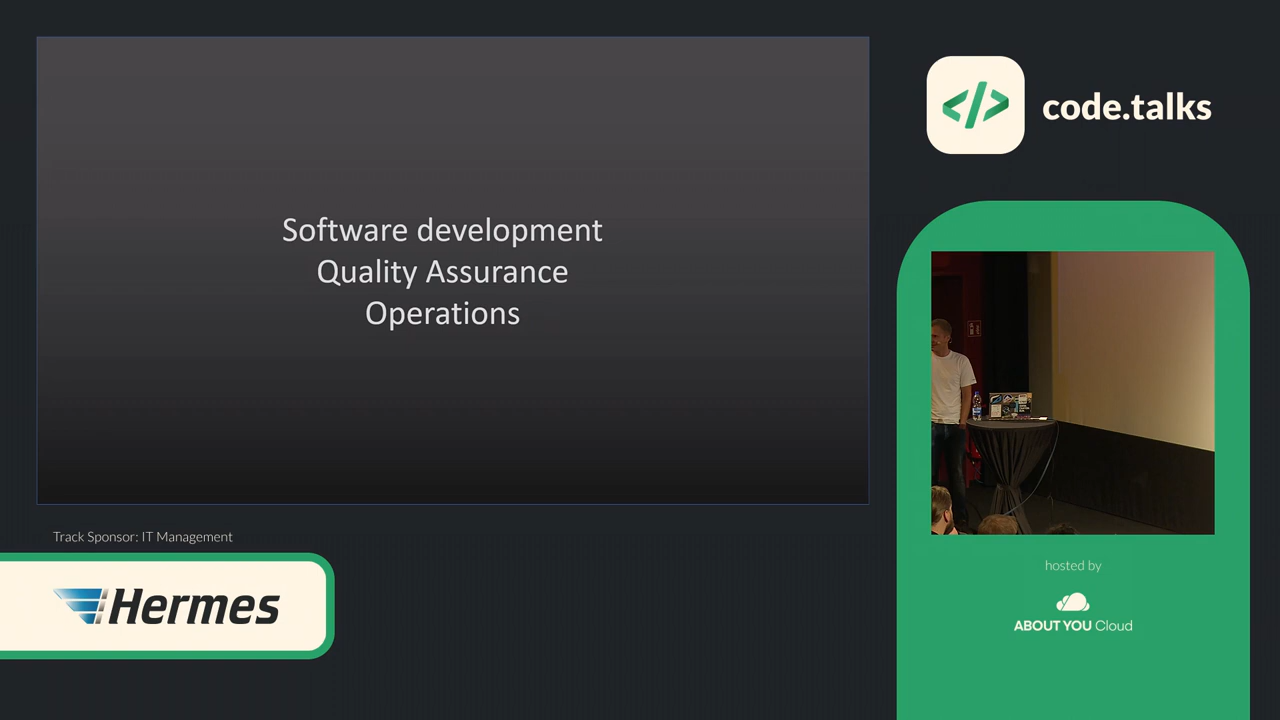 Software development
Quality Assurance
Operations
</> code.talks
Track Sponsor: IT Management
Hermes
hosted by
ABOUT YOU Cloud